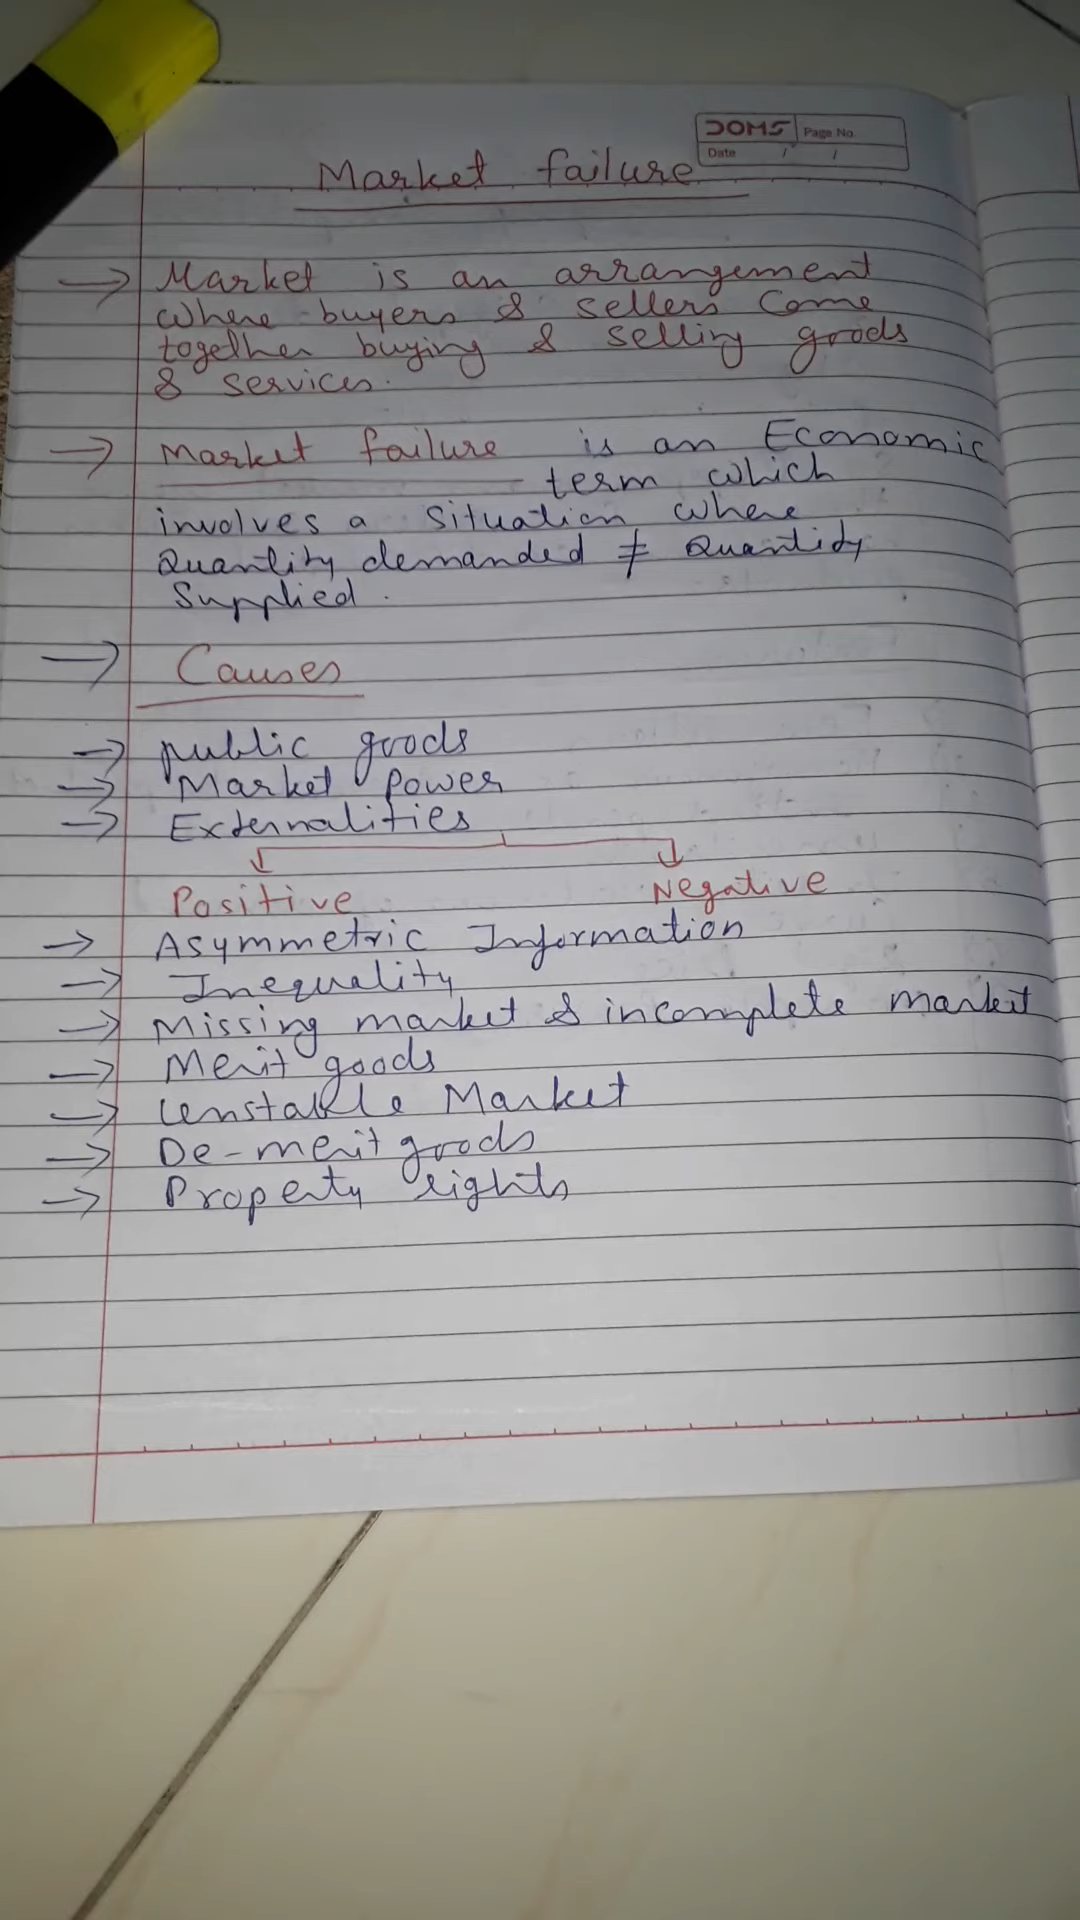 DOMS Page No.
Date / /
Market failure
→ Market is an arrangement
where buyers & sellers come
together buying & selling goods
& services.
→ Market failure is an Economic
term which
involves a situation where
Quantity demanded ≠ Quantity
Supplied.
→ Causes
→ public goods
→ Market power
→ Externalities
Positive Negative
→ Asymmetric Information
→ Inequality
→ Missing market & incomplete market
→ Merit goods
→ Unstable Market
→ De-merit goods
→ Property rights